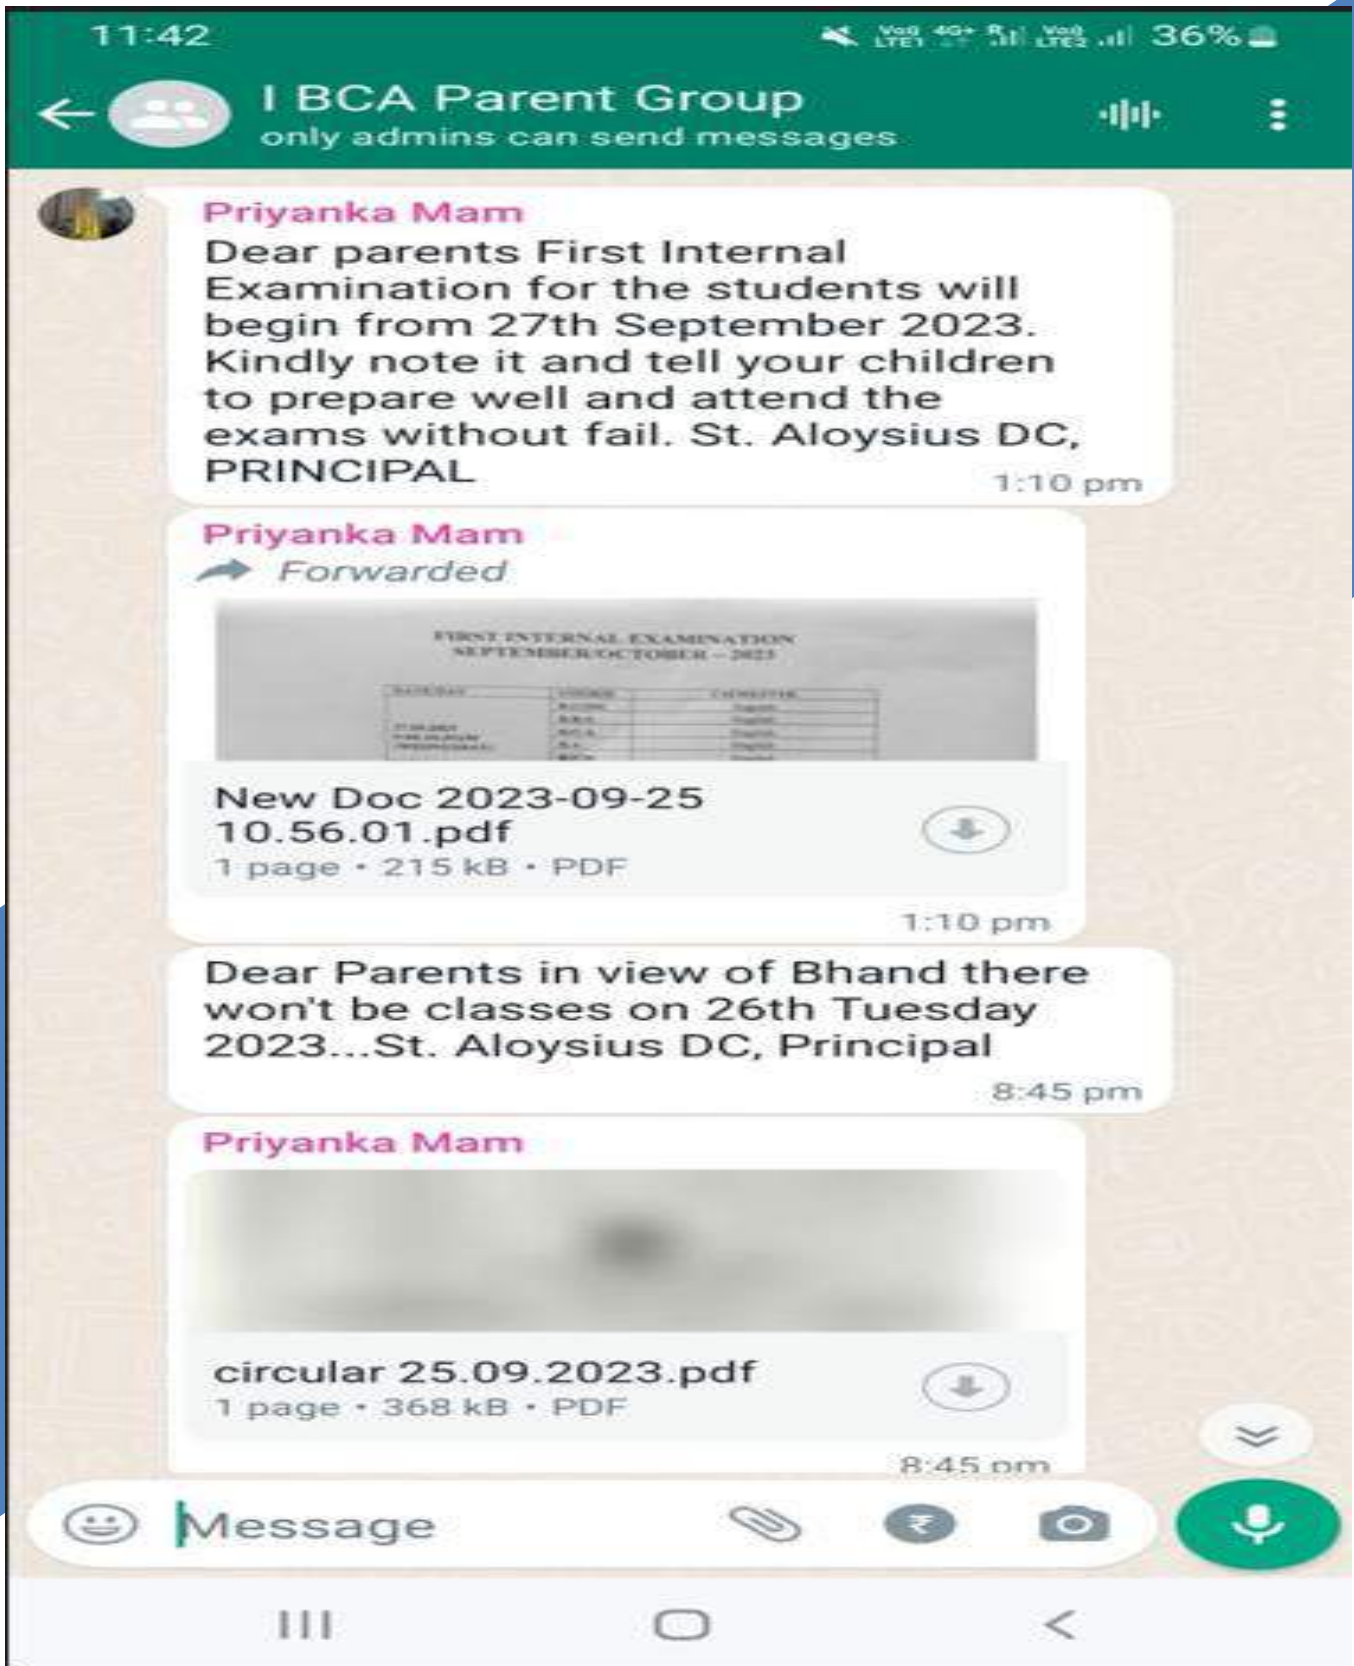 11:42
36%
I BCA Parent Group
only admins can send messages
Priyanka Mam
Dear parents First Internal
Examination for the students will
begin from 27th September 2023.
Kindly note it and tell your children
to prepare well and attend the
exams without fail. St. Aloysius DC,
PRINCIPAL
1:10 pm
Priyanka Mam
Forwarded
FIRST INTERNAL EXAMINATION
SEPTEMBER/OCTOBER – 2023
New Doc 2023-09-25
10.56.01.pdf
1 page • 215 kB • PDF
1:10 pm
Dear Parents in view of Bhand there
won't be classes on 26th Tuesday
2023...St. Aloysius DC, Principal
8:45 pm
Priyanka Mam
circular 25.09.2023.pdf
1 page • 368 kB • PDF
8:45 pm
Message